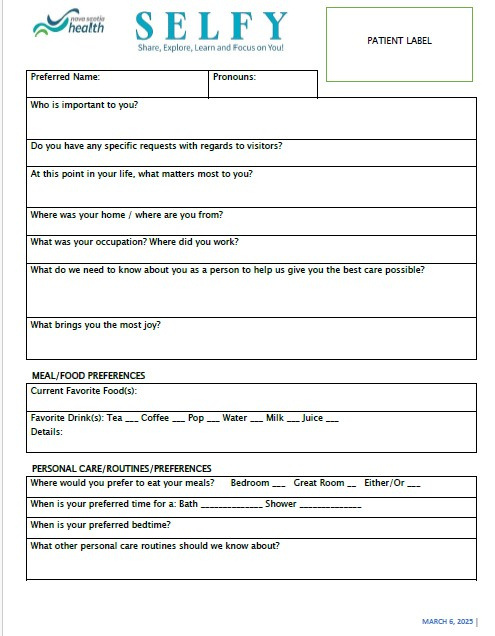 nova scotia
health
SELFY
Share, Explore, Learn and Focus on You!
PATIENT LABEL
Preferred Name:
Pronouns:
Who is important to you?
Do you have any specific requests with regards to visitors?
At this point in your life, what matters most to you?
Where was your home / where are you from?
What was your occupation? Where did you work?
What do we need to know about you as a person to help us give you the best care possible?
What brings you the most joy?
MEAL/FOOD PREFERENCES
Current Favorite Food(s):
Favorite Drink(s): Tea ___ Coffee ___ Pop ___ Water ___ Milk ___ Juice ___
Details:
PERSONAL CARE/ROUTINES/PREFERENCES
Where would you prefer to eat your meals? Bedroom ___ Great Room __ Either/Or ___
When is your preferred time for a: Bath ______________ Shower ______________
When is your preferred bedtime?
What other personal care routines should we know about?
MARCH 6, 2025 |